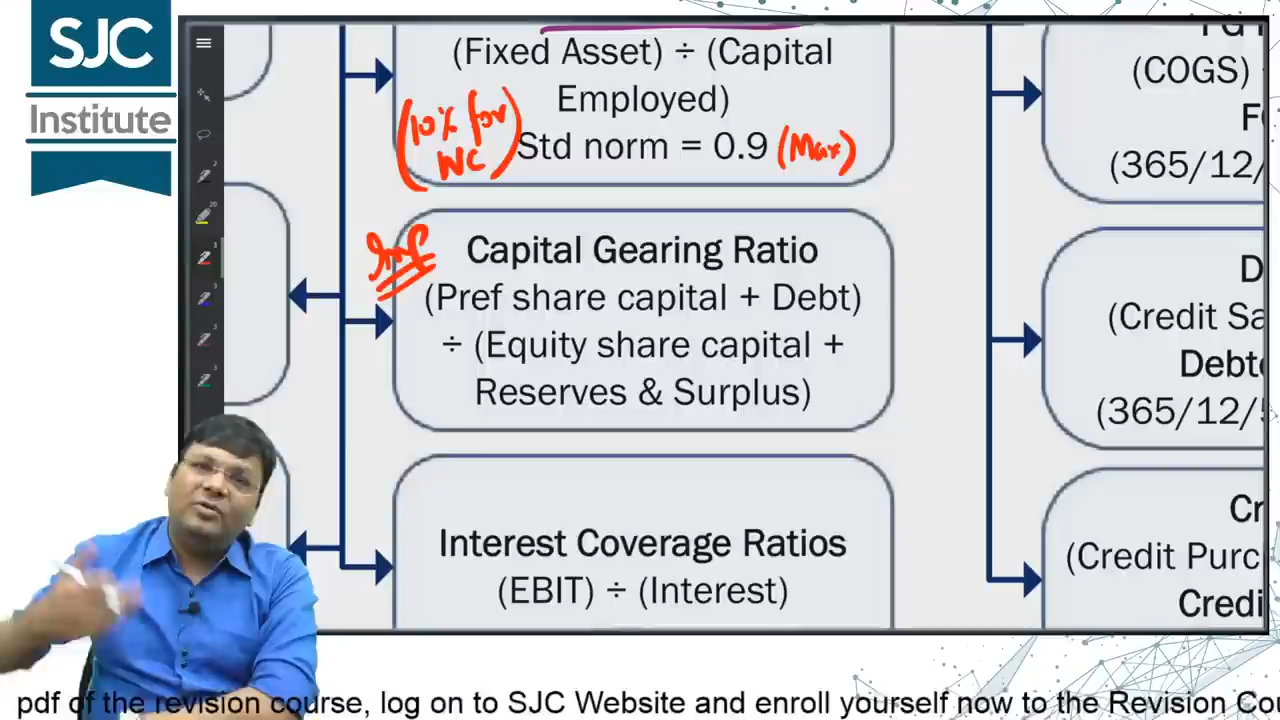 SJC
Institute
(Fixed Asset) ÷ (Capital
Employed)
Std norm = 0.9 (Max)
(10% for
WC)
Imp
Capital Gearing Ratio
(Pref share capital + Debt)
÷ (Equity share capital +
Reserves & Surplus)
Interest Coverage Ratios
(EBIT) ÷ (Interest)
(COGS)
(365/12/
D
(Credit Sa
Debto
(365/12/5
Cr
(Credit Purc
Credi
pdf of the revision course, log on to SJC Website and enroll yourself now to the Revision Cou